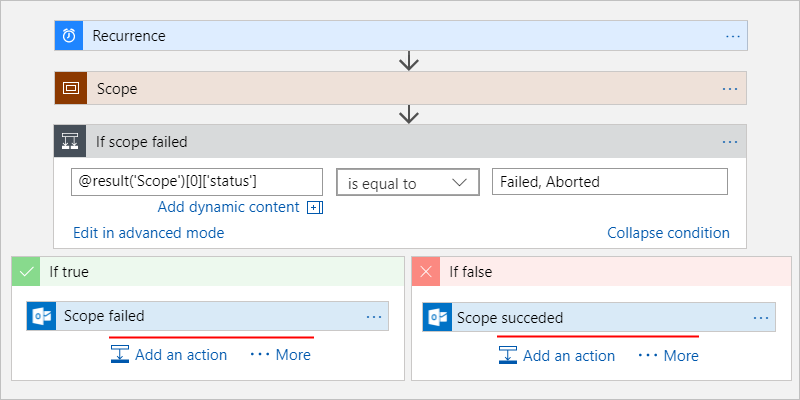 Recurrence
Scope
If scope failed
@result('Scope')[0]['status'] is equal to Failed, Aborted
Add dynamic content
Edit in advanced mode Collapse condition
If true
Scope failed
Add an action ··· More
If false
Scope succeded
Add an action ··· More